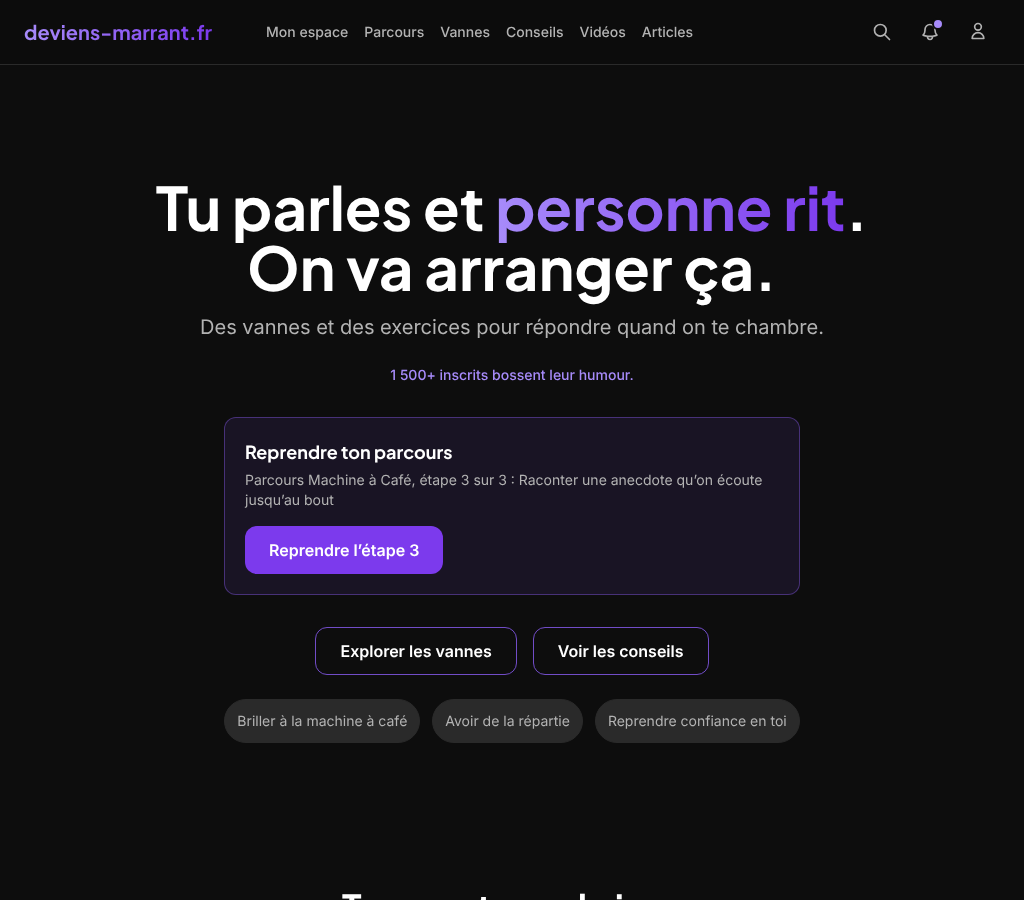 deviens-marrant.fr
Mon espace Parcours Vannes Conseils Vidéos Articles
Tu parles et personne rit.
On va arranger ça.
Des vannes et des exercices pour répondre quand on te chambre.
1 500+ inscrits bossent leur humour.
Reprendre ton parcours
Parcours Machine à Café, étape 3 sur 3 : Raconter une anecdote qu’on écoute
jusqu’au bout
Reprendre l’étape 3
Explorer les vannes
Voir les conseils
Briller à la machine à café
Avoir de la répartie
Reprendre confiance en toi